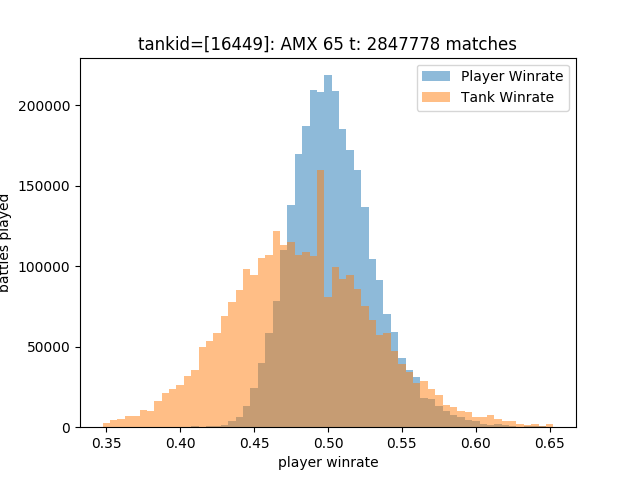 tankid=[16449]: AMX 65 t: 2847778 matches
Player Winrate
Tank Winrate
200000
150000
100000
50000
0
battles played
0.35 0.40 0.45 0.50 0.55 0.60 0.65
player winrate